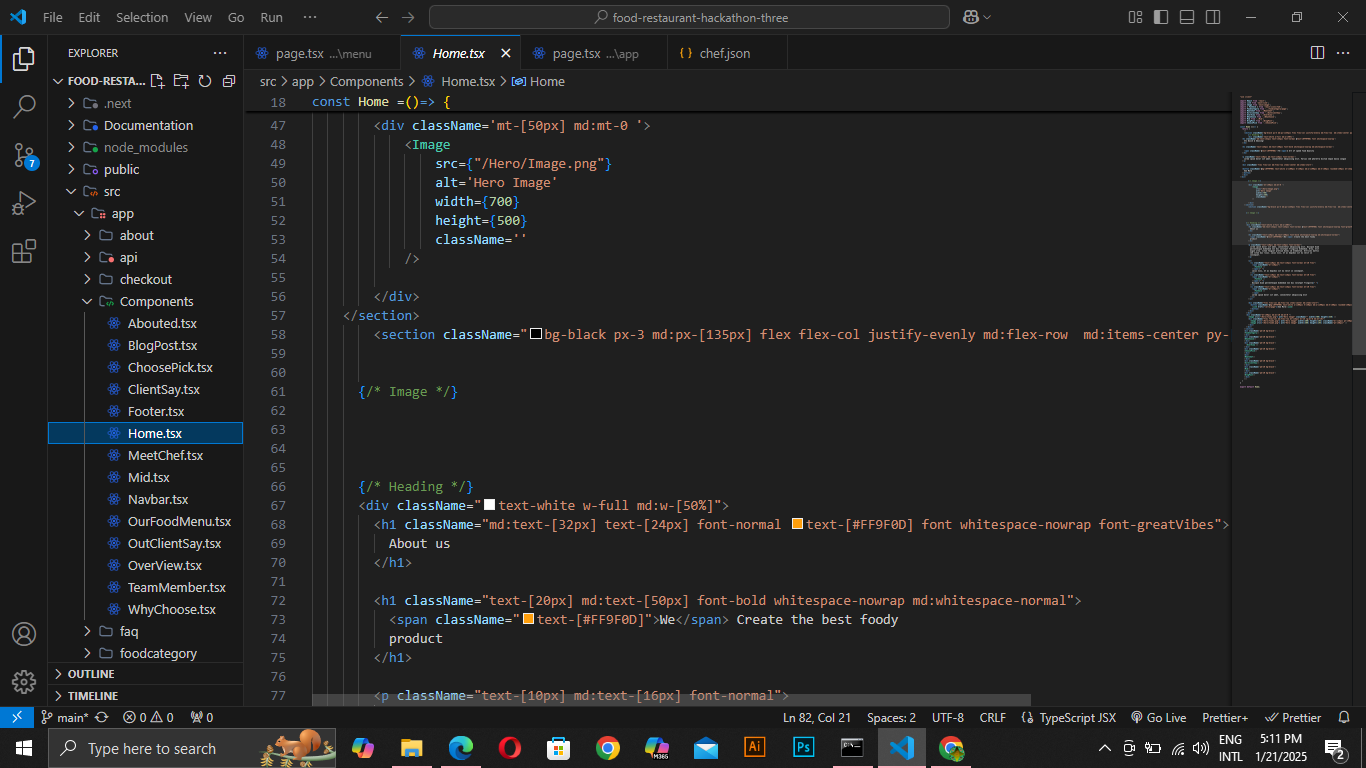 File Edit Selection View Go Run ··· food-restaurant-hackathon-three
EXPLORER ···
page.tsx ...\menu
Home.tsx
page.tsx ...\app
{ } chef.json
FOOD-RESTA...
.next
Documentation
node_modules
public
src
app
about
api
checkout
Components
Abouted.tsx
BlogPost.tsx
ChoosePick.tsx
ClientSay.tsx
Footer.tsx
Home.tsx
MeetChef.tsx
Mid.tsx
Navbar.tsx
OurFoodMenu.tsx
OutClientSay.tsx
OverView.tsx
TeamMember.tsx
WhyChoose.tsx
faq
foodcategory
OUTLINE
TIMELINE
7
src > app > Components > Home.tsx > Home
18 const Home =()=> {
47 <div className='mt-[50px] md:mt-0 '>
48 <Image
49 src={"/Hero/Image.png"}
50 alt='Hero Image'
51 width={700}
52 height={500}
53 className=''
54 />
55
56 </div>
57 </section>
58 <section className="bg-black px-3 md:px-[135px] flex flex-col justify-evenly md:flex-row  md:items-center py-
59
60
61 {/* Image */}
62
63
64
65
66 {/* Heading */}
67 <div className="text-white w-full md:w-[50%]">
68 <h1 className="md:text-[32px] text-[24px] font-normal text-[#FF9F0D] font whitespace-nowrap font-greatVibes">
69 About us
70 </h1>
71
72 <h1 className="text-[20px] md:text-[50px] font-bold whitespace-nowrap md:whitespace-normal">
73 <span className="text-[#FF9F0D]">We</span> Create the best foody
74 product
75 </h1>
76
77 <p className="text-[10px] md:text-[16px] font-normal">
main* 0 0 0 Ln 82, Col 21 Spaces: 2 UTF-8 CRLF TypeScript JSX Go Live Prettier+ Prettier
Type here to search
M365
Ai
Ps
ENG
INTL
5:11 PM
1/21/2025
2